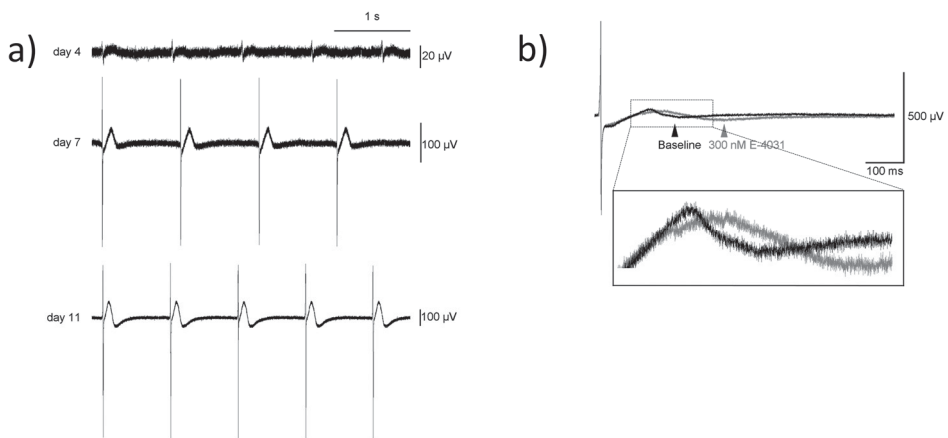 a)
1 s
day 4
20 µV
day 7
100 µV
day 11
100 µV
b)
500 µV
Baseline
300 nM E-4031
100 ms